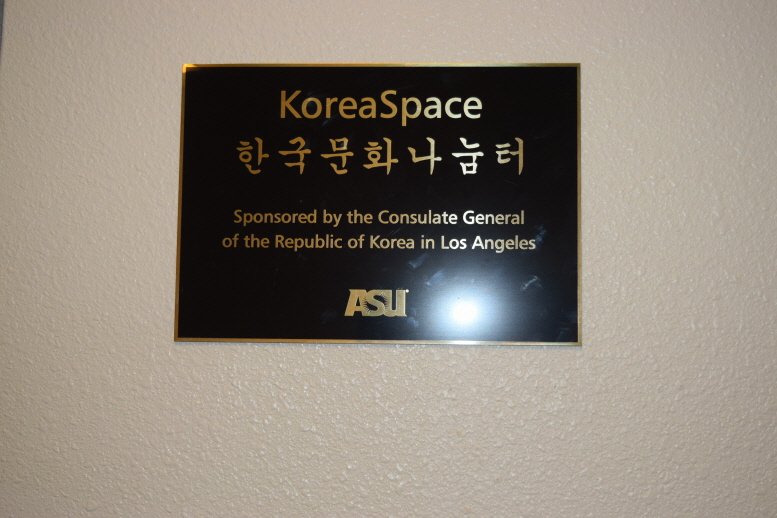 KoreaSpace
한국문화나눔터
Sponsored by the Consulate General
of the Republic of Korea in Los Angeles
ASU